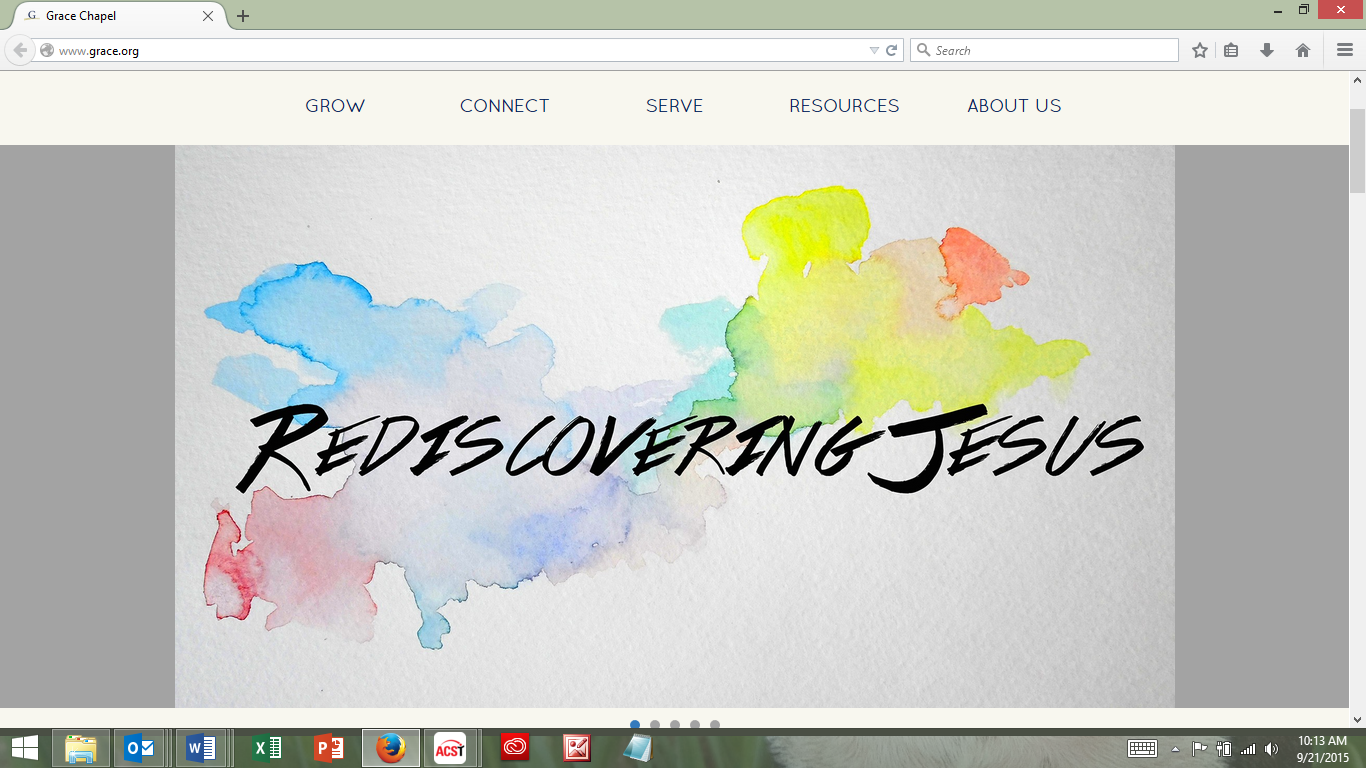 Grace Chapel
www.grace.org
Search
GROW CONNECT SERVE RESOURCES ABOUT US
REDISCOVERING JESUS
10:13 AM
9/21/2015